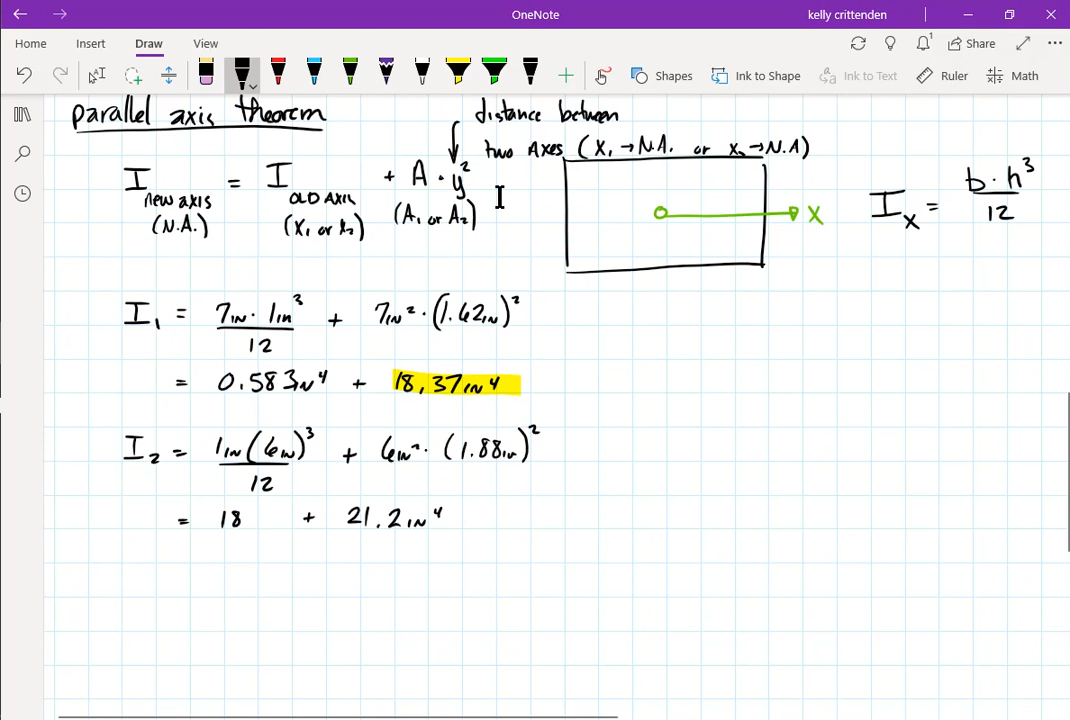 OneNote
kelly crittenden
Home Insert Draw View
Share
Shapes Ink to Shape Ink to Text Ruler Math
parallel axis theorem
distance between
two Axes (X₁→N.A. or X₂→N.A)
I new axis (N.A.) = I OLD AXIS (X₁ or X₂) + A · y² (A₁ or A₂)
X
Iₓ = b · h³ / 12
I₁ = 7in · 1in³ / 12 + 7in² · (1.62in)²
= 0.583in⁴ + 18.37in⁴
I₂ = 1in(6in)³ / 12 + 6in² · (1.88in)²
= 18 + 21.2in⁴